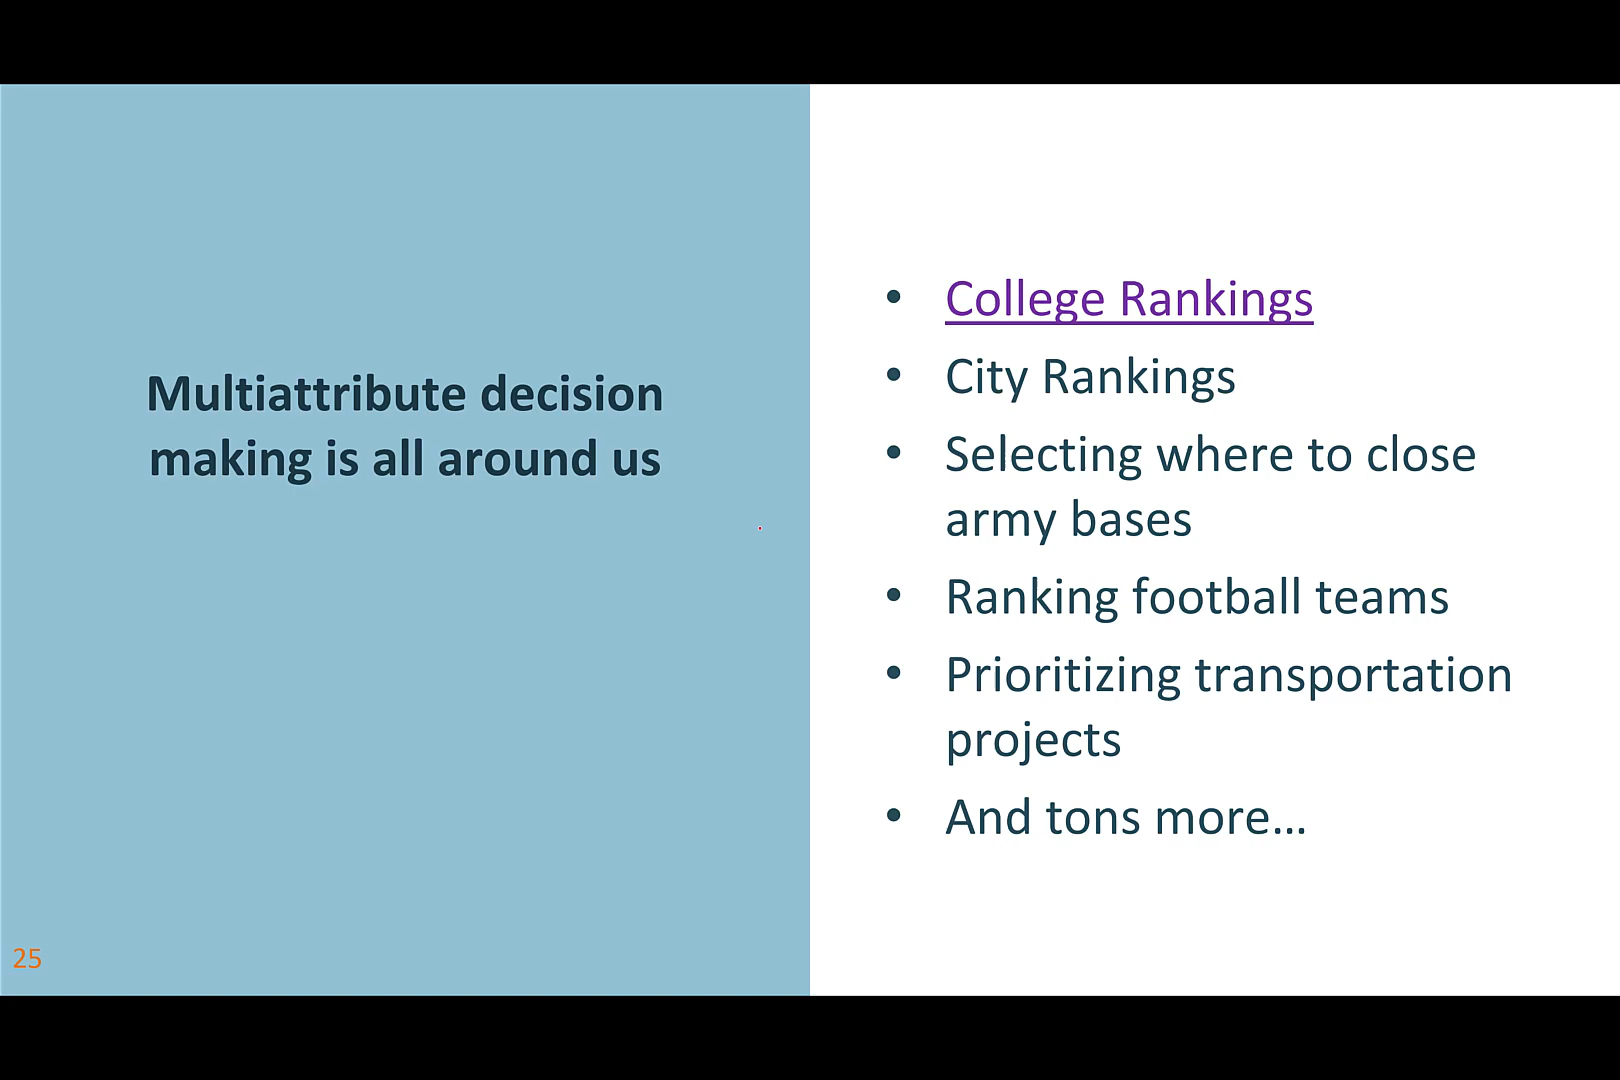 Multiattribute decision
making is all around us
• College Rankings
• City Rankings
• Selecting where to close
army bases
• Ranking football teams
• Prioritizing transportation
projects
• And tons more...
25